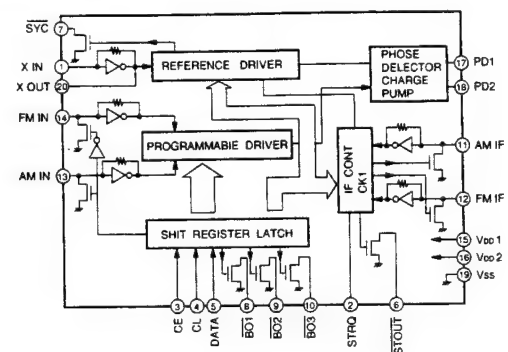 SYC
7
X IN
1
X OUT
20
FM IN
14
AM IN
13
REFERENCE DRIVER
PROGRAMMABIE DRIVER
SHIT REGISTER LATCH
PHOSE
DELECTOR
CHARGE
PUMP
17 PD1
18 PD2
IF CONT
CK1
11 AM IF
12 FM IF
15 VDD 1
16 VDD 2
19 Vss
3 4 5 8 9 10 2 6
CE
CL
DATA
BO1
BO2
BO3
STRQ
STOUT